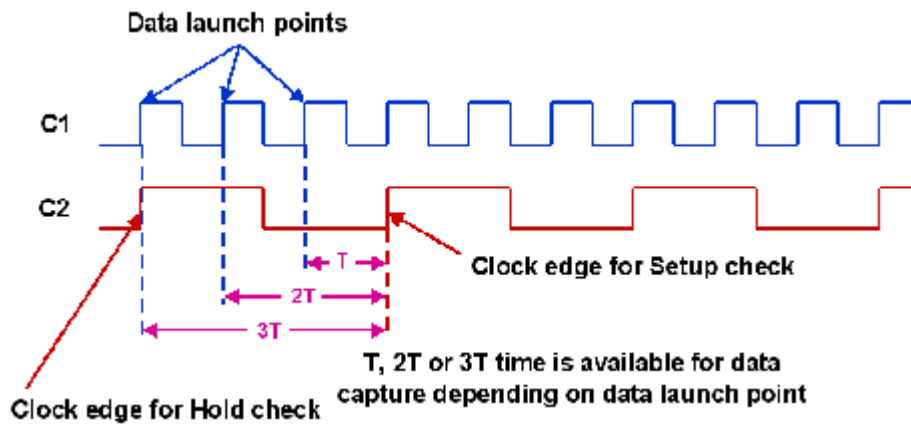 Data launch points
C1
C2
T
Clock edge for Setup check
2T
3T
T, 2T or 3T time is available for data
capture depending on data launch point
Clock edge for Hold check